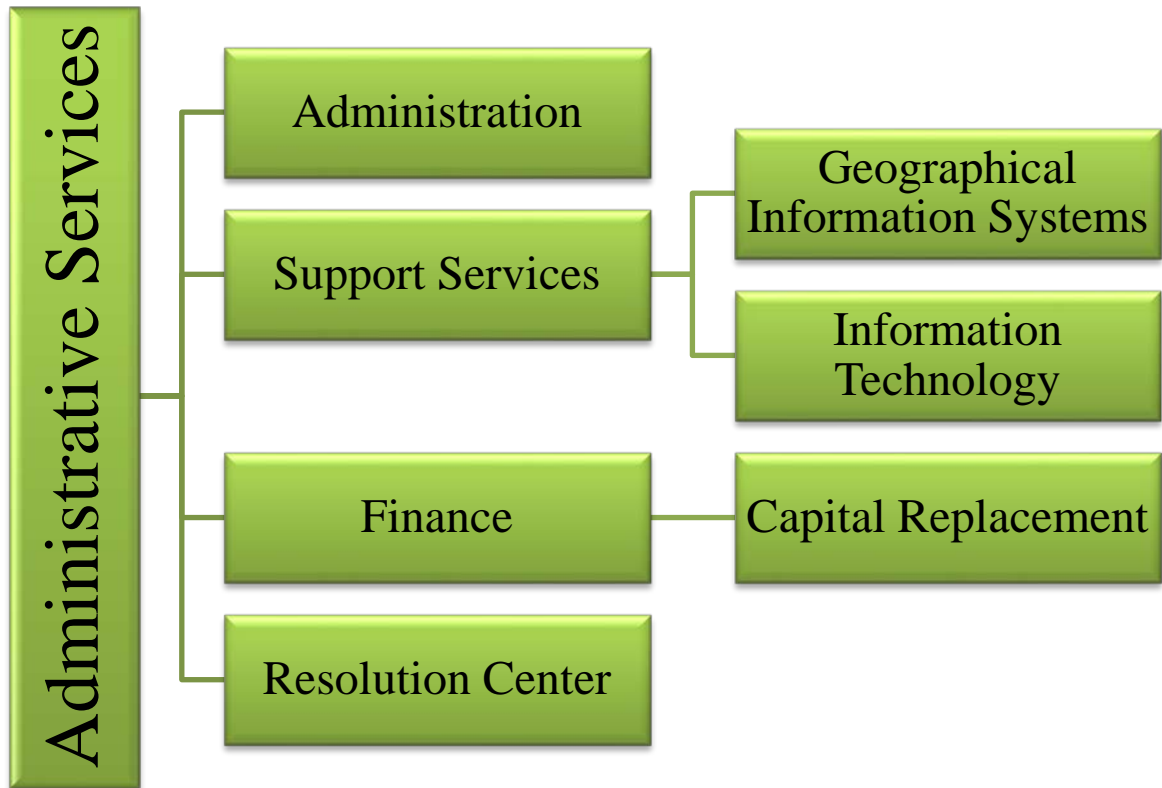 Administrative Services
Administration
Support Services
Geographical
Information Systems
Information
Technology
Finance
Capital Replacement
Resolution Center